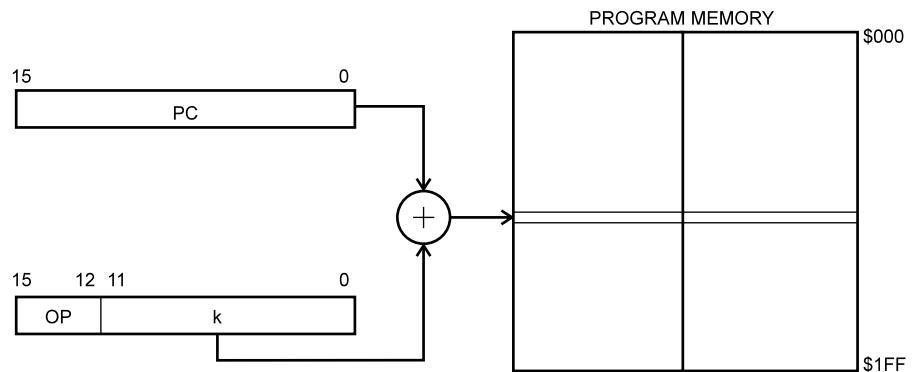 PROGRAM MEMORY
$000
15 0
PC
+
15 12 11 0
OP k
$1FF